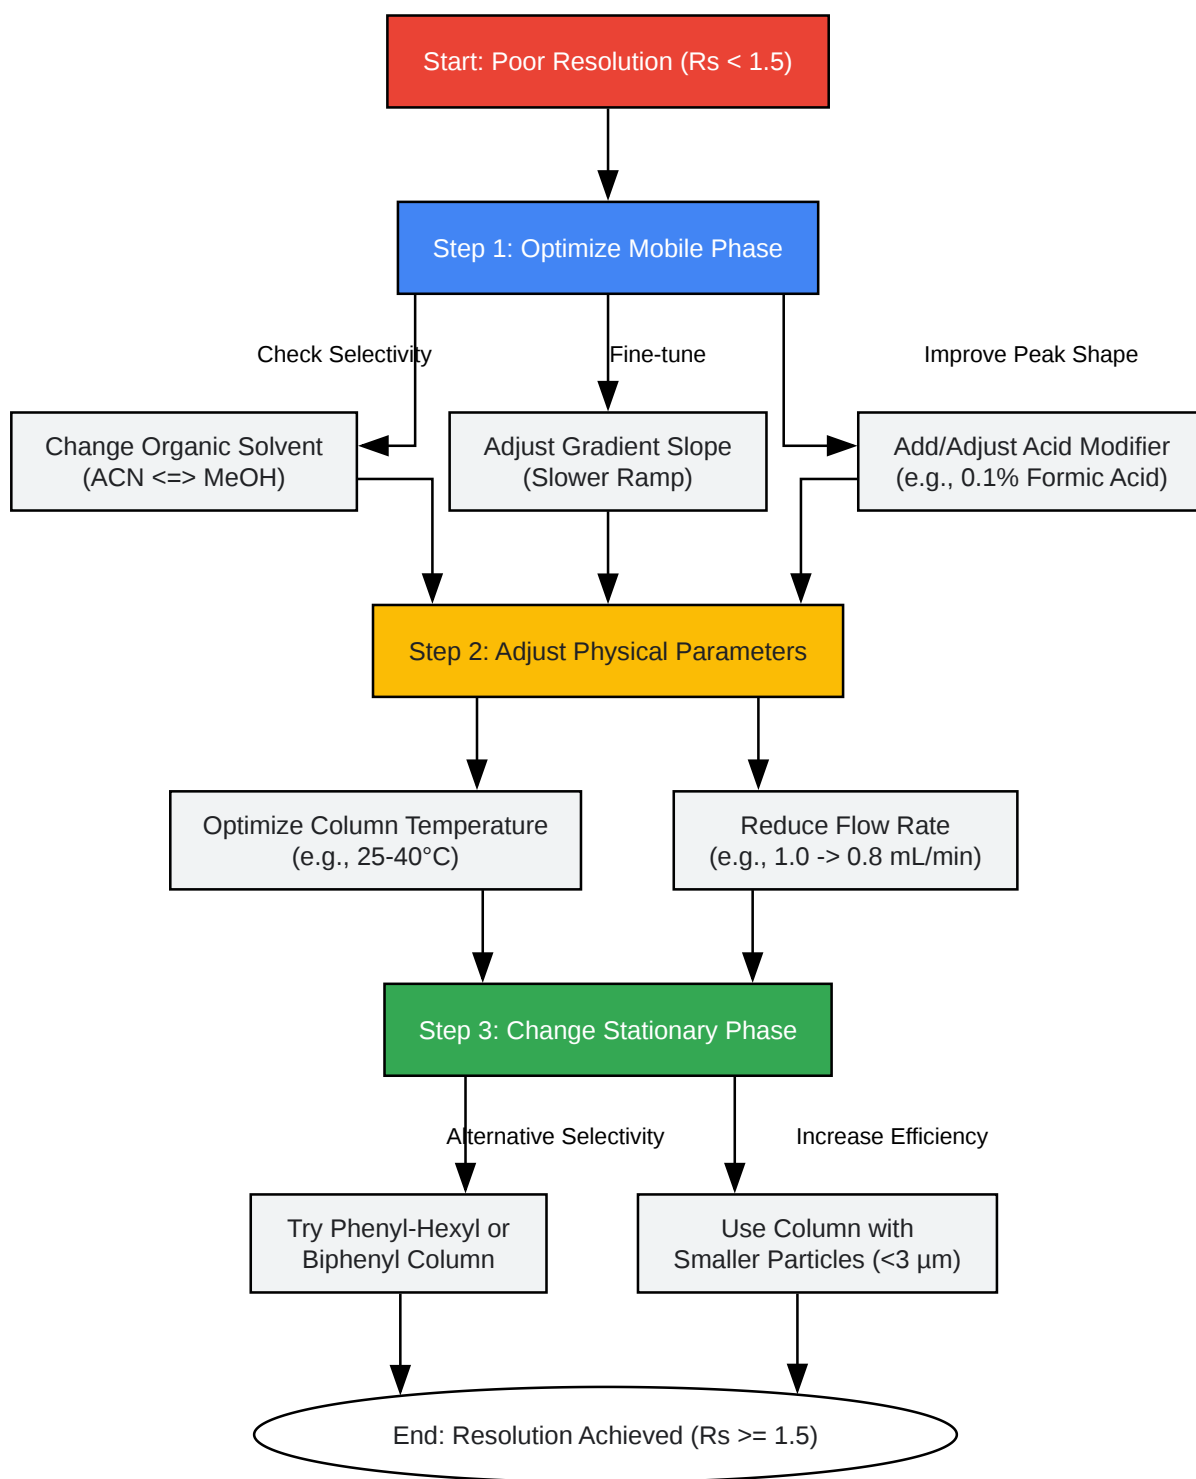 Start: Poor Resolution (Rs < 1.5)
Step 1: Optimize Mobile Phase
Check Selectivity
Fine-tune
Improve Peak Shape
Change Organic Solvent
(ACN <=> MeOH)
Adjust Gradient Slope
(Slower Ramp)
Add/Adjust Acid Modifier
(e.g., 0.1% Formic Acid)
Step 2: Adjust Physical Parameters
Optimize Column Temperature
(e.g., 25-40°C)
Reduce Flow Rate
(e.g., 1.0 -> 0.8 mL/min)
Step 3: Change Stationary Phase
Alternative Selectivity
Increase Efficiency
Try Phenyl-Hexyl or
Biphenyl Column
Use Column with
Smaller Particles (<3 µm)
End: Resolution Achieved (Rs >= 1.5)